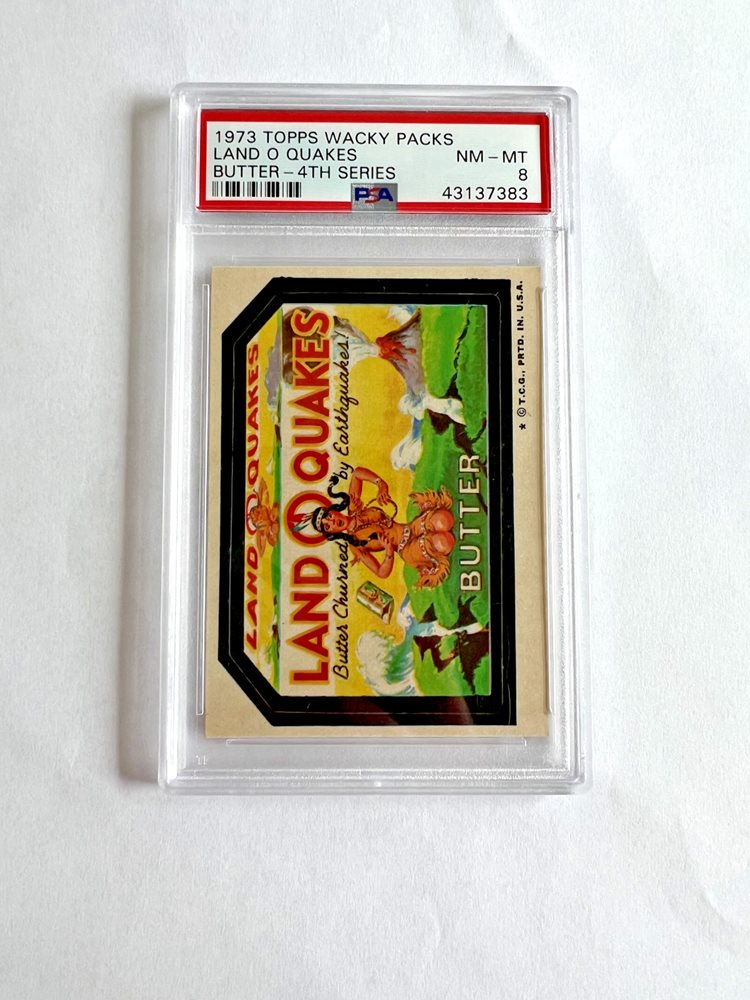 1973 TOPPS WACKY PACKS
LAND O QUAKES NM - MT
BUTTER - 4TH SERIES 8
PSA 43137383
LAND O QUAKES
LAND O QUAKES
Butter Churned by Earthquakes!
BUTTER
* © T.C.G., PRTD. IN. U.S.A.